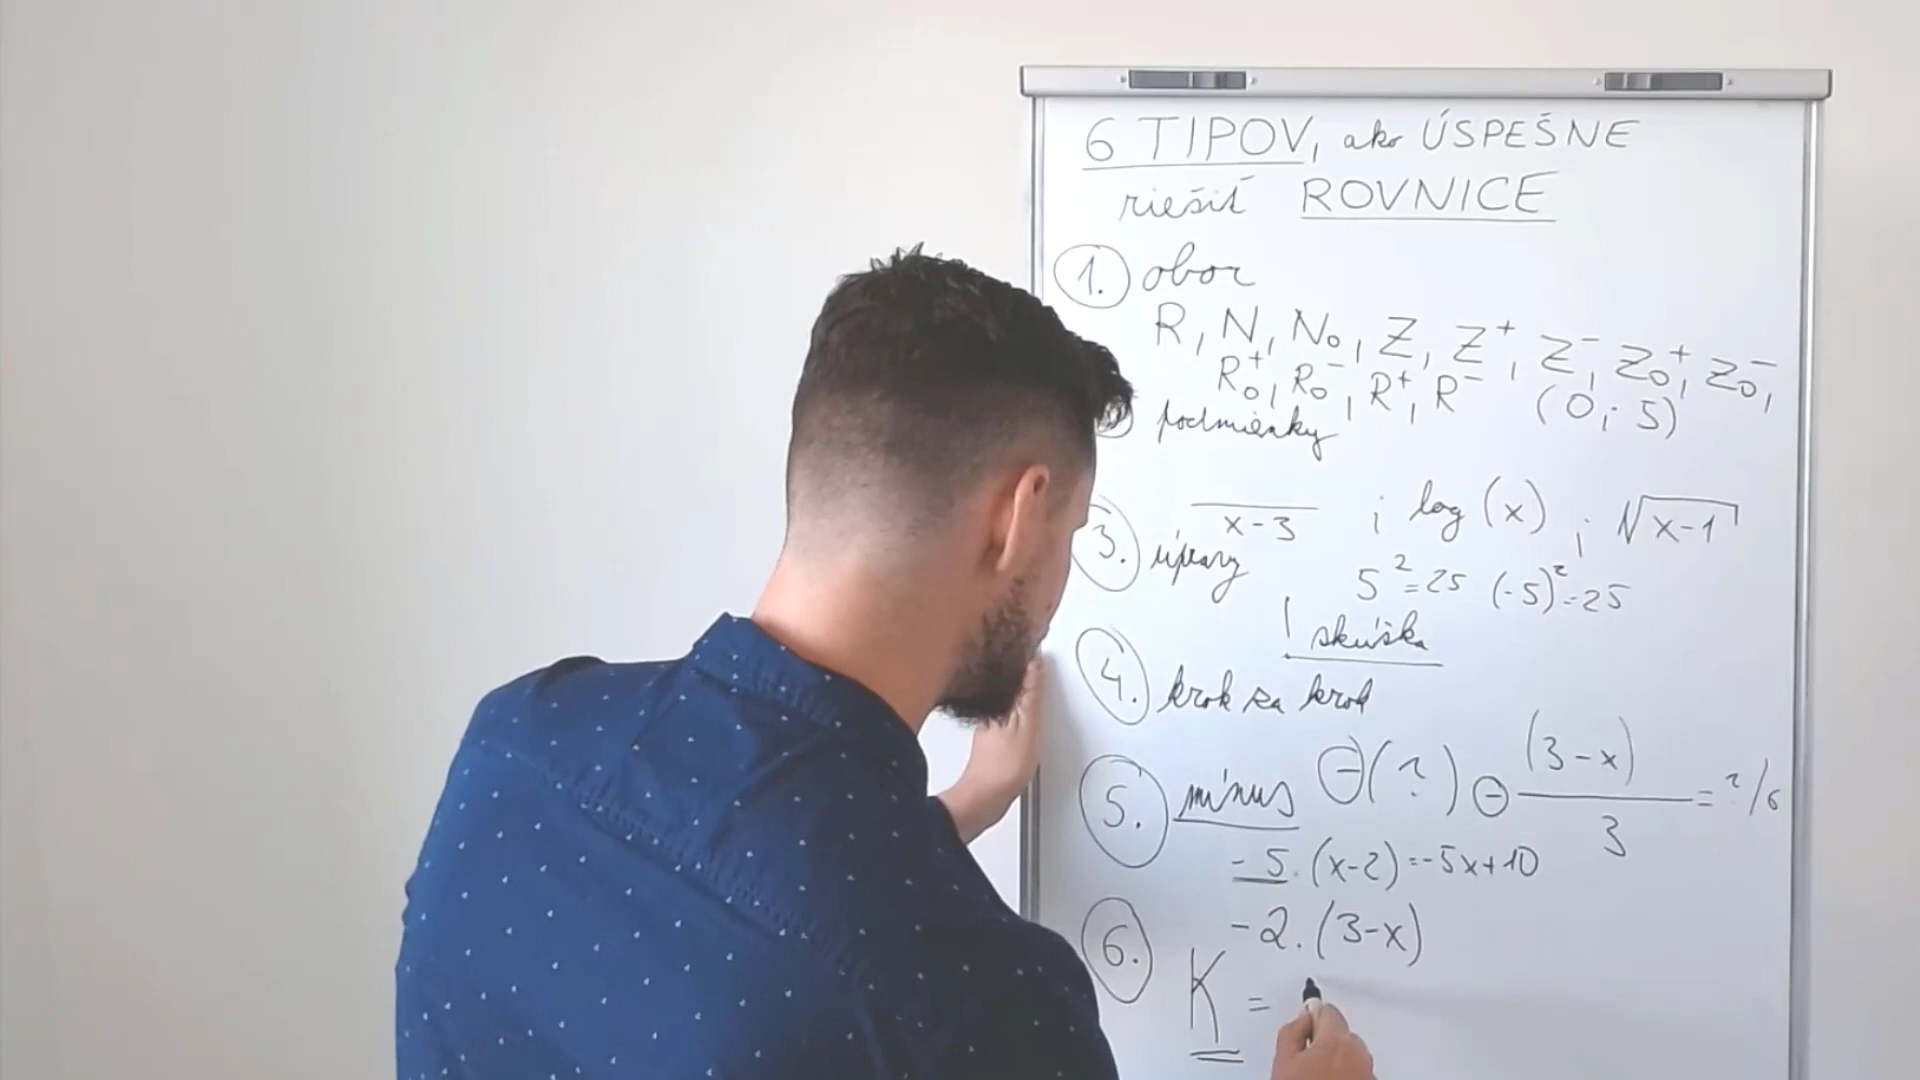 6 TIPOV, ako ÚSPEŠNE
riešiť ROVNICE
1. obor
R, N, N₀, Z, Z⁺, Z⁻, Z₀⁺, Z₀⁻,
R₀⁺, R₀⁻, R⁺, R⁻ (0; 5)
podmienky
x-3 ; log (x) ; √x-1
3. úpravy 5²=25 (-5)²=25
! skúška
4. krok za krok
5. mínus -(?) - (3-x)/3 = ?/6
-5.(x-2)=-5x+10
-2.(3-x)
6. K =